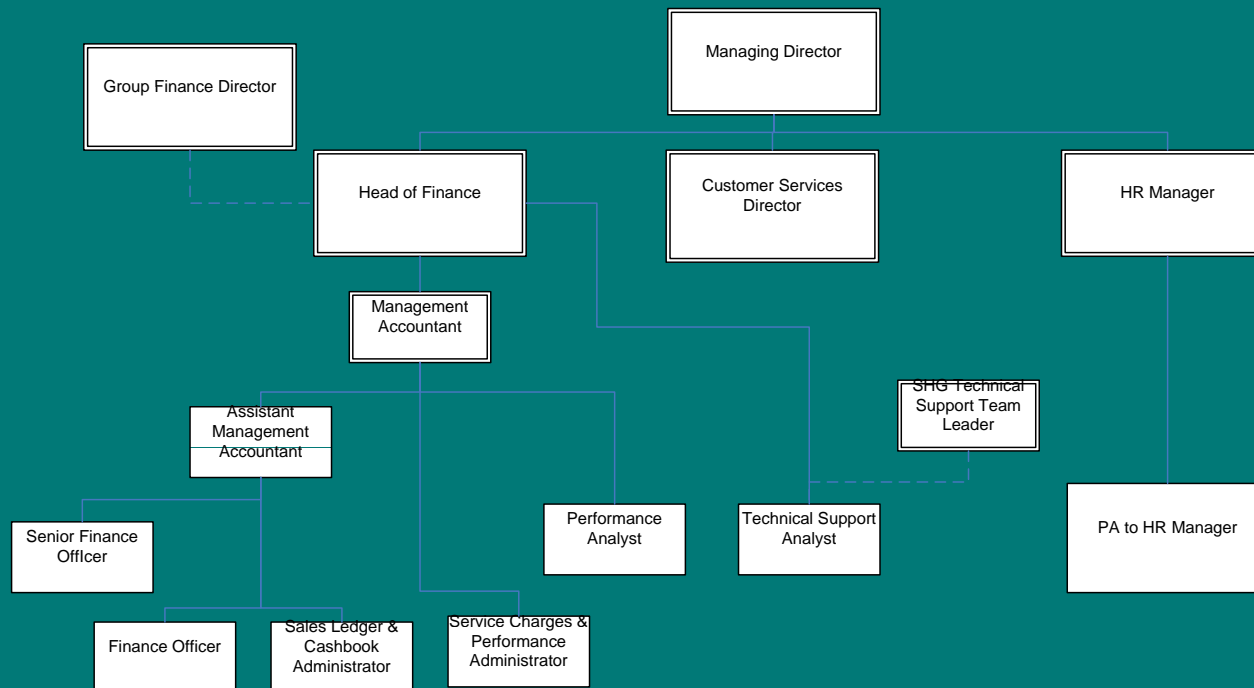 Managing Director
Group Finance Director
Head of Finance
Customer Services
Director
HR Manager
Management
Accountant
SHG Technical
Support Team
Leader
Assistant
Management
Accountant
Senior Finance
OffIcer
Performance
Analyst
Technical Support
Analyst
PA to HR Manager
Finance Officer
Sales Ledger &
Cashbook
Administrator
Service Charges &
Performance
Administrator